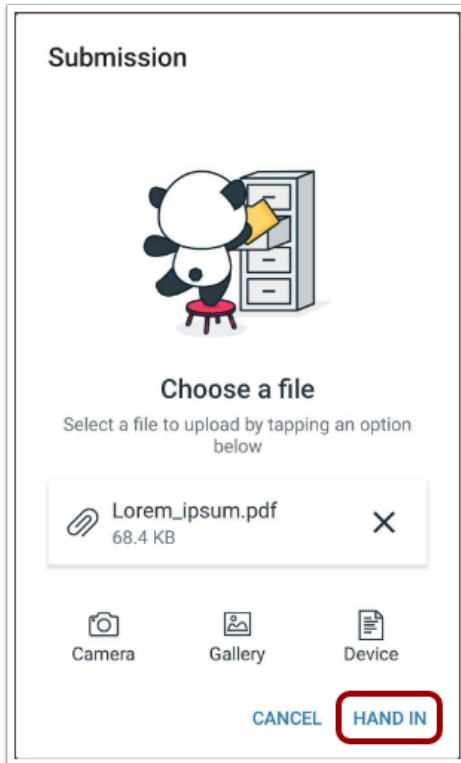 Submission
Choose a file
Select a file to upload by tapping an option
below
Lorem_ipsum.pdf
68.4 KB
Camera
Gallery
Device
CANCEL
HAND IN